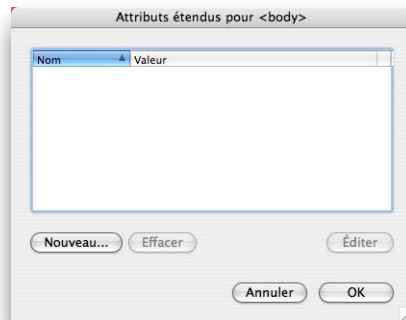 Attributs étendus pour <body>
Nom Valeur
Nouveau... Effacer Éditer
Annuler OK